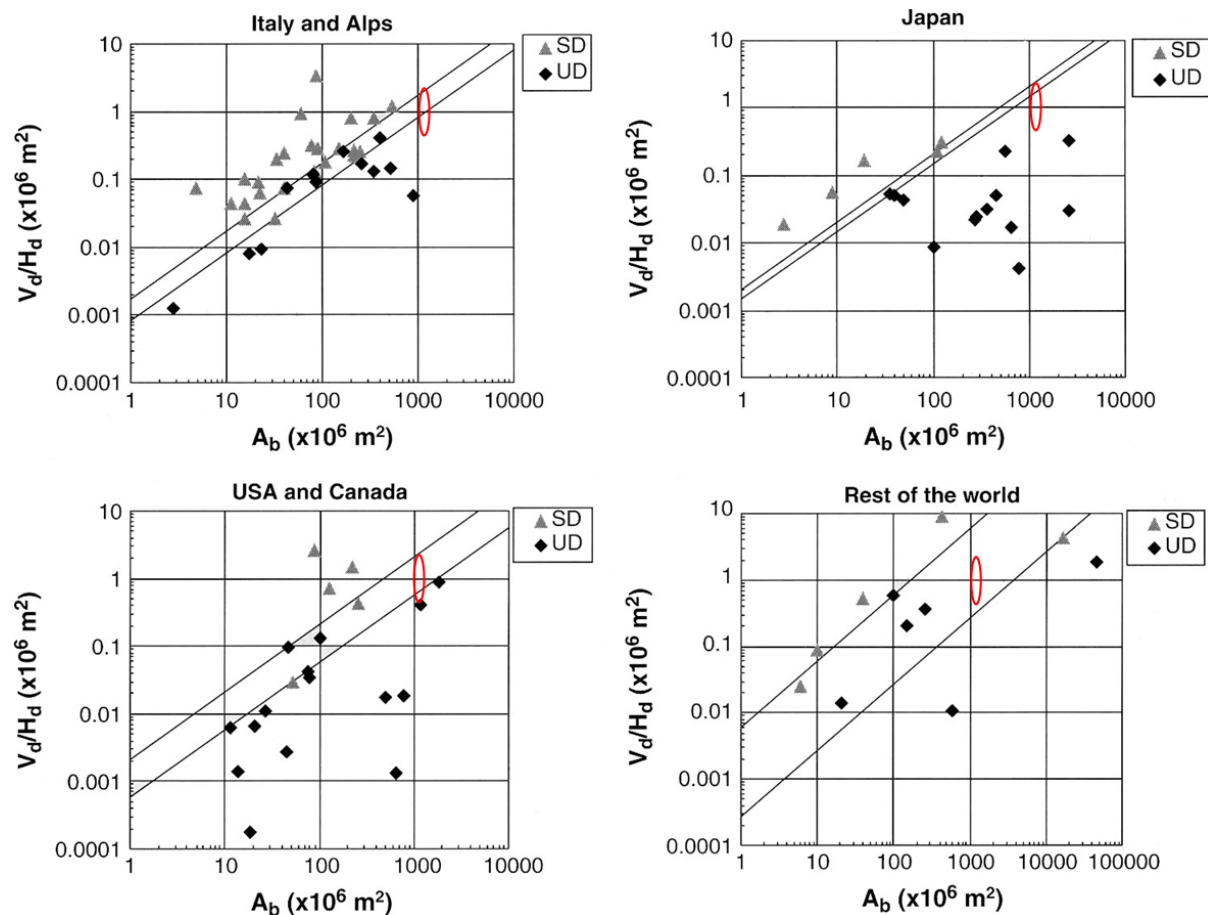 Italy and Alps
SD
UD
10
1
0.1
0.01
0.001
0.0001
V_d/H_d (x10^6 m^2)
1 10 100 1000 10000
A_b (x10^6 m^2)
Japan
SD
UD
10
1
0.1
0.01
0.001
0.0001
V_d/H_d (x10^6 m^2)
1 10 100 1000 10000
A_b (x10^6 m^2)
USA and Canada
SD
UD
10
1
0.1
0.01
0.001
0.0001
V_d/H_d (x10^6 m^2)
1 10 100 1000 10000
A_b (x10^6 m^2)
Rest of the world
SD
UD
10
1
0.1
0.01
0.001
0.0001
V_d/H_d (x10^6 m^2)
1 10 100 1000 10000 100000
A_b (x10^6 m^2)